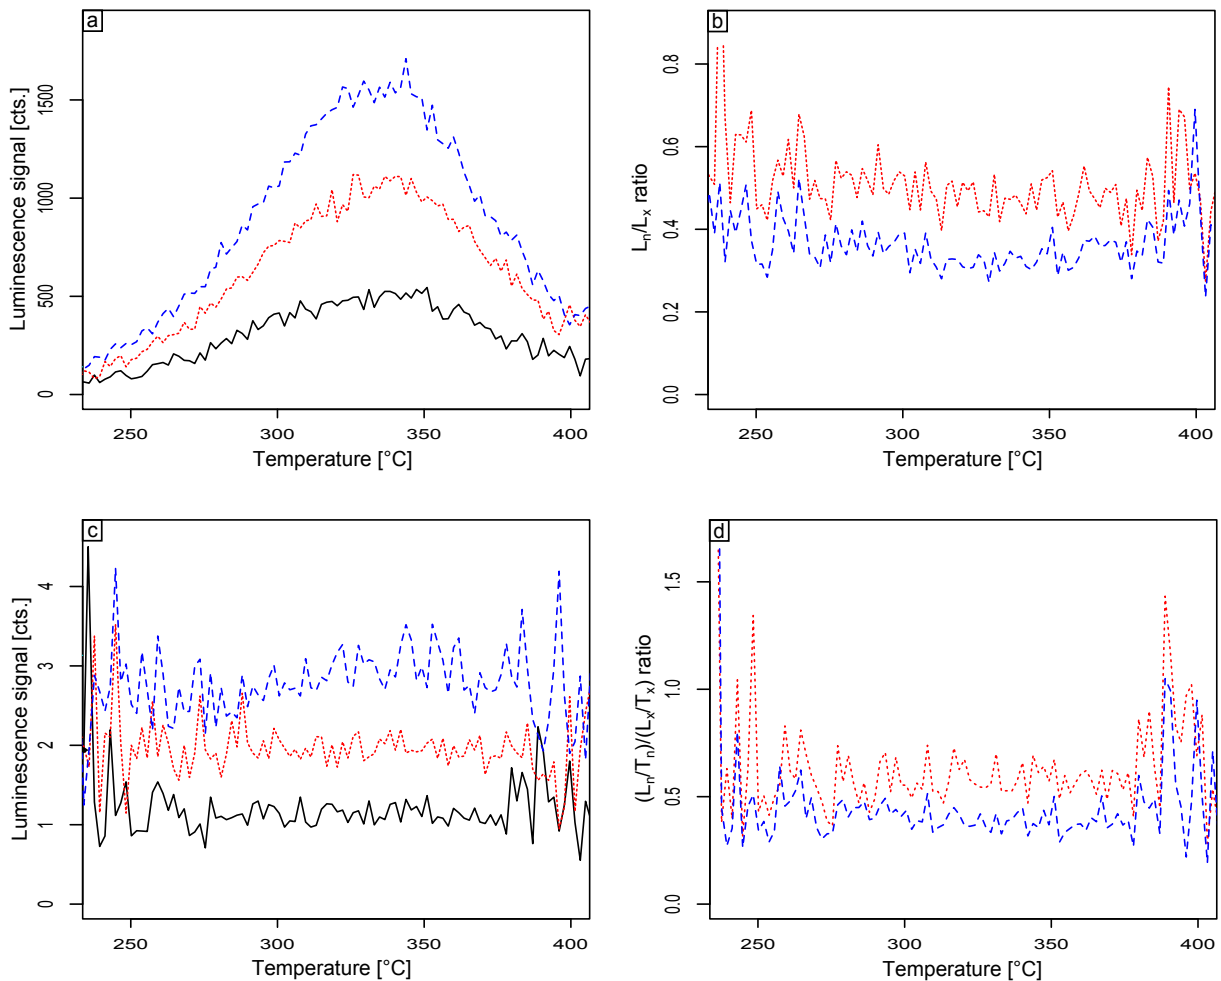 a
Luminescence signal [cts.]
1500
1000
500
0
250 300 350 400
Temperature [°C]
b
Ln/Lx ratio
0.8
0.6
0.4
0.2
0.0
250 300 350 400
Temperature [°C]
c
Luminescence signal [cts.]
4
3
2
1
0
250 300 350 400
Temperature [°C]
d
(Ln/Tn)/(Lx/Tx) ratio
1.5
1.0
0.5
0.0
250 300 350 400
Temperature [°C]